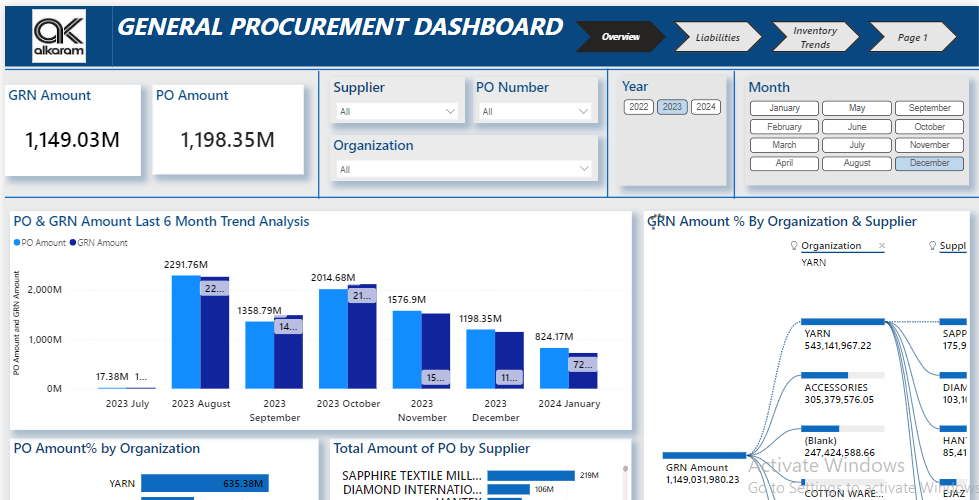 GENERAL PROCUREMENT DASHBOARD
alkaram
Overview
Liabilities
Inventory
Trends
Page 1
GRN Amount
1,149.03M
PO Amount
1,198.35M
Supplier
All
PO Number
All
Organization
All
Year
2022 2023 2024
Month
January May September
February June October
March July November
April August December
PO & GRN Amount Last 6 Month Trend Analysis
PO Amount GRN Amount
PO Amount and GRN Amount
2,000M
1,000M
0M
17.38M 1...
2291.76M
22...
1358.79M
14...
2014.68M
21...
1576.9M
15...
1198.35M
11...
824.17M
72...
2023 July
2023 August
2023
September
2023 October
2023
November
2023
December
2024 January
GRN Amount % By Organization & Supplier
Organization
YARN
Suppl
GRN Amount
1,149,031,980.23
YARN
543,141,967.22
ACCESSORIES
305,379,576.05
(Blank)
247,424,588.66
COTTON WARE...
SAPP
175,9
DIAM
103,10
HAN
85,41
EJAZ
PO Amount% by Organization
YARN
635.38M
Total Amount of PO by Supplier
SAPPHIRE TEXTILE MILL... 219M
DIAMOND INTERNATIO... 106M
HANTEX
Activate Windows
Go to Settings to activate Windows